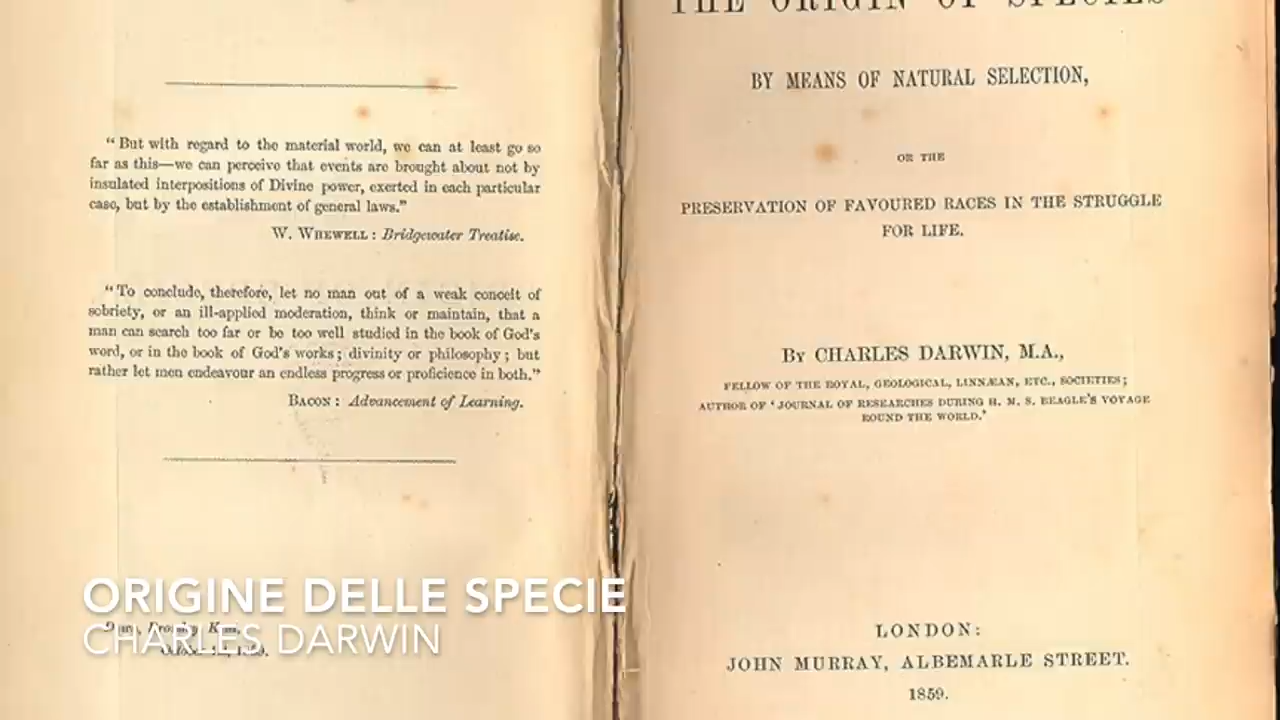 “But with regard to the material world, we can at least go so
far as this—we can perceive that events are brought about not by
insulated interpositions of Divine power, exerted in each particular
case, but by the establishment of general laws.”
W. WHEWELL: Bridgewater Treatise.
“To conclude, therefore, let no man out of a weak conceit of
sobriety, or an ill-applied moderation, think or maintain, that a
man can search too far or be too well studied in the book of God's
word, or in the book of God's works; divinity or philosophy; but
rather let men endeavour an endless progress or proficience in both.”
BACON: Advancement of Learning.
ORIGINE DELLE SPECIE
CHARLES DARWIN
THE ORIGIN OF SPECIES
BY MEANS OF NATURAL SELECTION,
OR THE
PRESERVATION OF FAVOURED RACES IN THE STRUGGLE
FOR LIFE.
BY CHARLES DARWIN, M.A.,
FELLOW OF THE ROYAL, GEOLOGICAL, LINNÆAN, ETC., SOCIETIES;
AUTHOR OF ‘JOURNAL OF RESEARCHES DURING H. M. S. BEAGLE'S VOYAGE
ROUND THE WORLD.’
LONDON:
JOHN MURRAY, ALBEMARLE STREET.
1859.